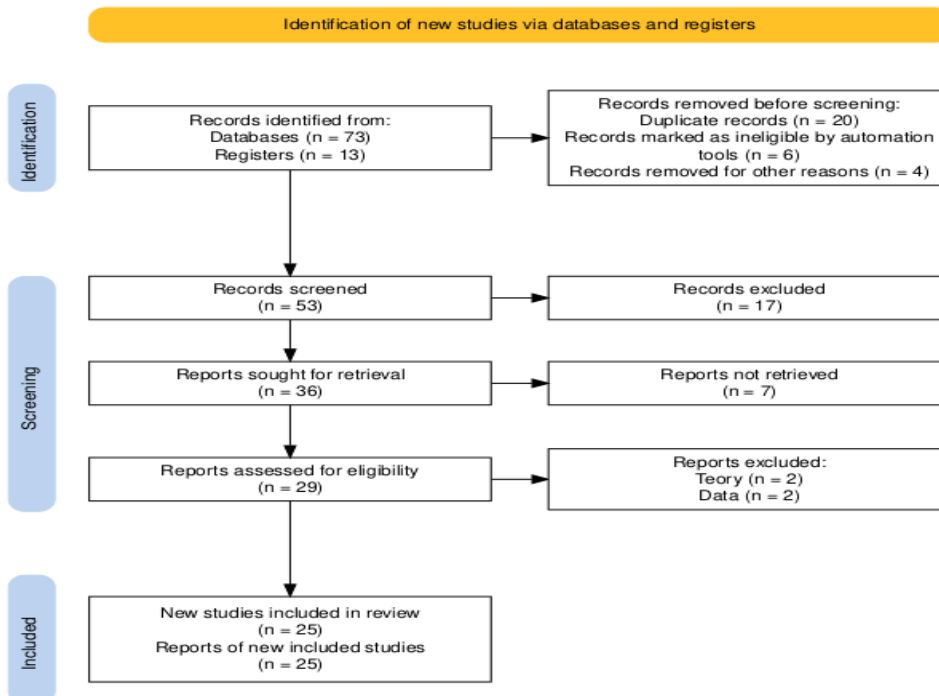 Identification of new studies via databases and registers
Identification
Records identified from:
Databases (n = 73)
Registers (n = 13)
Records removed before screening:
Duplicate records (n = 20)
Records marked as ineligible by automation
tools (n = 6)
Records removed for other reasons (n = 4)
Screening
Records screened
(n = 53)
Records excluded
(n = 17)
Reports sought for retrieval
(n = 36)
Reports not retrieved
(n = 7)
Reports assessed for eligibility
(n = 29)
Reports excluded:
Teory (n = 2)
Data (n = 2)
Included
New studies included in review
(n = 25)
Reports of new included studies
(n = 25)